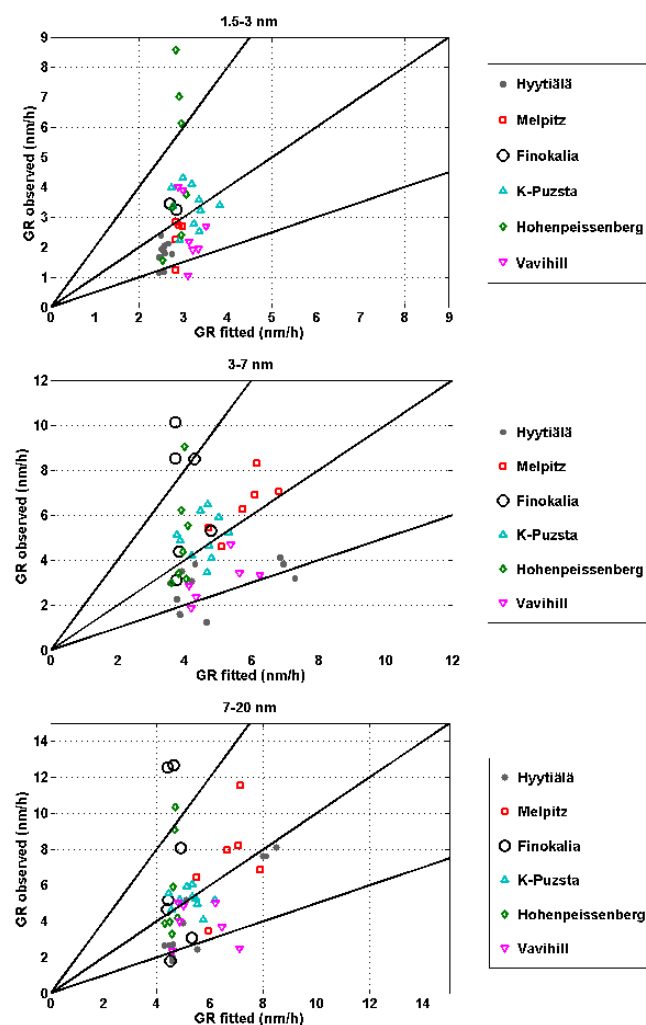 1.5-3 nm
9
8
7
6
5
4
3
2
1
0
GR observed (nm/h)
0 1 2 3 4 5 6 7 8 9
GR fitted (nm/h)
Hyytiälä
Melpitz
Finokalia
K-Puzsta
Hohenpeissenberg
Vavihill
3-7 nm
12
10
8
6
4
2
0
GR observed (nm/h)
0 2 4 6 8 10 12
GR fitted (nm/h)
Hyytiälä
Melpitz
Finokalia
K-Puzsta
Hohenpeissenberg
Vavihill
7-20 nm
14
12
10
8
6
4
2
0
GR observed (nm/h)
0 2 4 6 8 10 12 14
GR fitted (nm/h)
Hyytiälä
Melpitz
Finokalia
K-Puzsta
Hohenpeissenberg
Vavihill